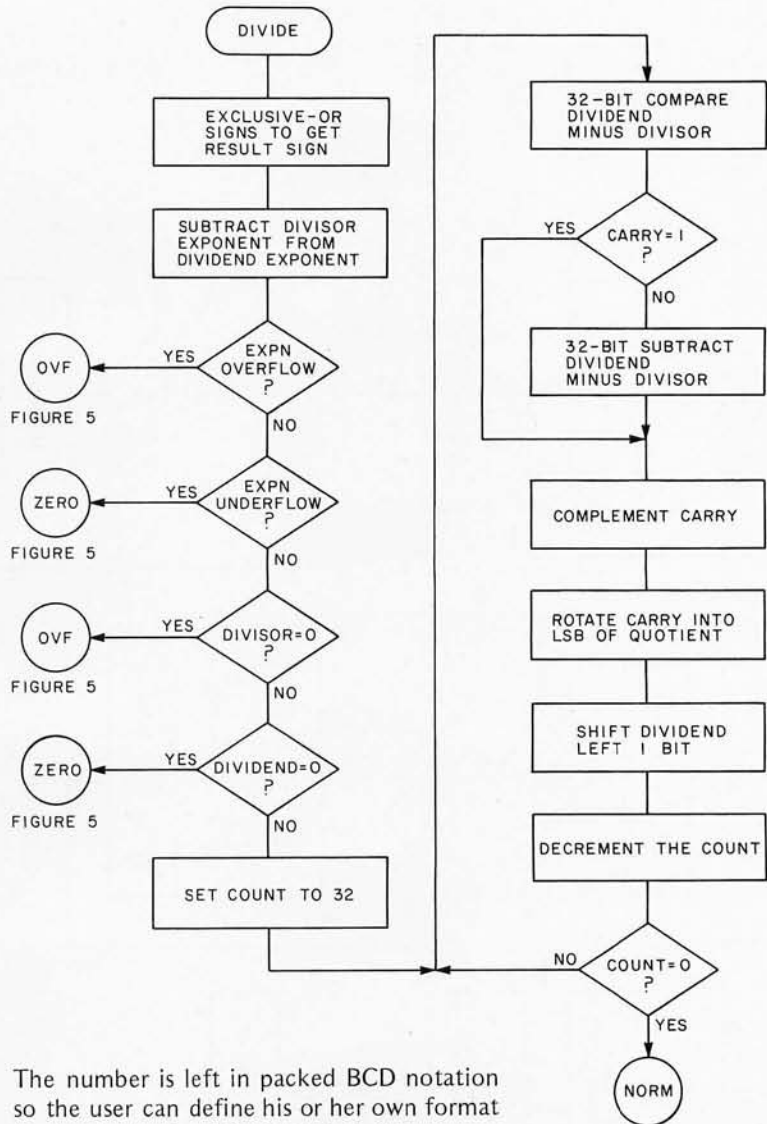 DIVIDE
EXCLUSIVE-OR
SIGNS TO GET
RESULT SIGN
SUBTRACT DIVISOR
EXPONENT FROM
DIVIDEND EXPONENT
EXPN
OVERFLOW
?
YES
OVF
FIGURE 5
NO
EXPN
UNDERFLOW
?
YES
ZERO
FIGURE 5
NO
DIVISOR=0
?
YES
OVF
FIGURE 5
NO
DIVIDEND=0
?
YES
ZERO
FIGURE 5
NO
SET COUNT TO 32
32-BIT COMPARE
DIVIDEND
MINUS DIVISOR
YES
CARRY=1
?
NO
32-BIT SUBTRACT
DIVIDEND
MINUS DIVISOR
COMPLEMENT CARRY
ROTATE CARRY INTO
LSB OF QUOTIENT
SHIFT DIVIDEND
LEFT 1 BIT
DECREMENT THE COUNT
NO
COUNT=0
?
YES
NORM
The number is left in packed BCD notation
so the user can define his or her own format